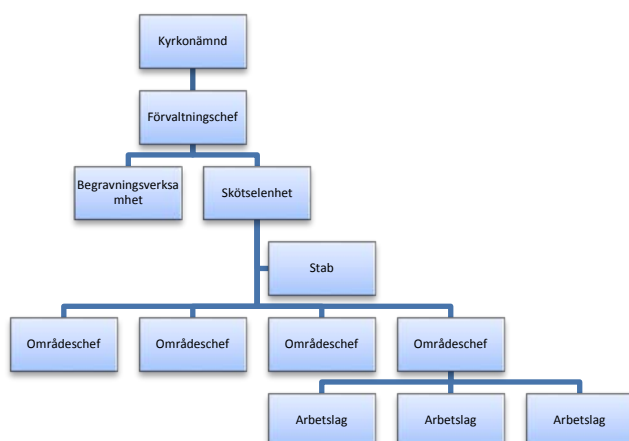 Kyrkonämnd
Förvaltningschef
Begravningsverksa
mhet
Skötselenhet
Stab
Områdeschef
Områdeschef
Områdeschef
Områdeschef
Arbetslag
Arbetslag
Arbetslag